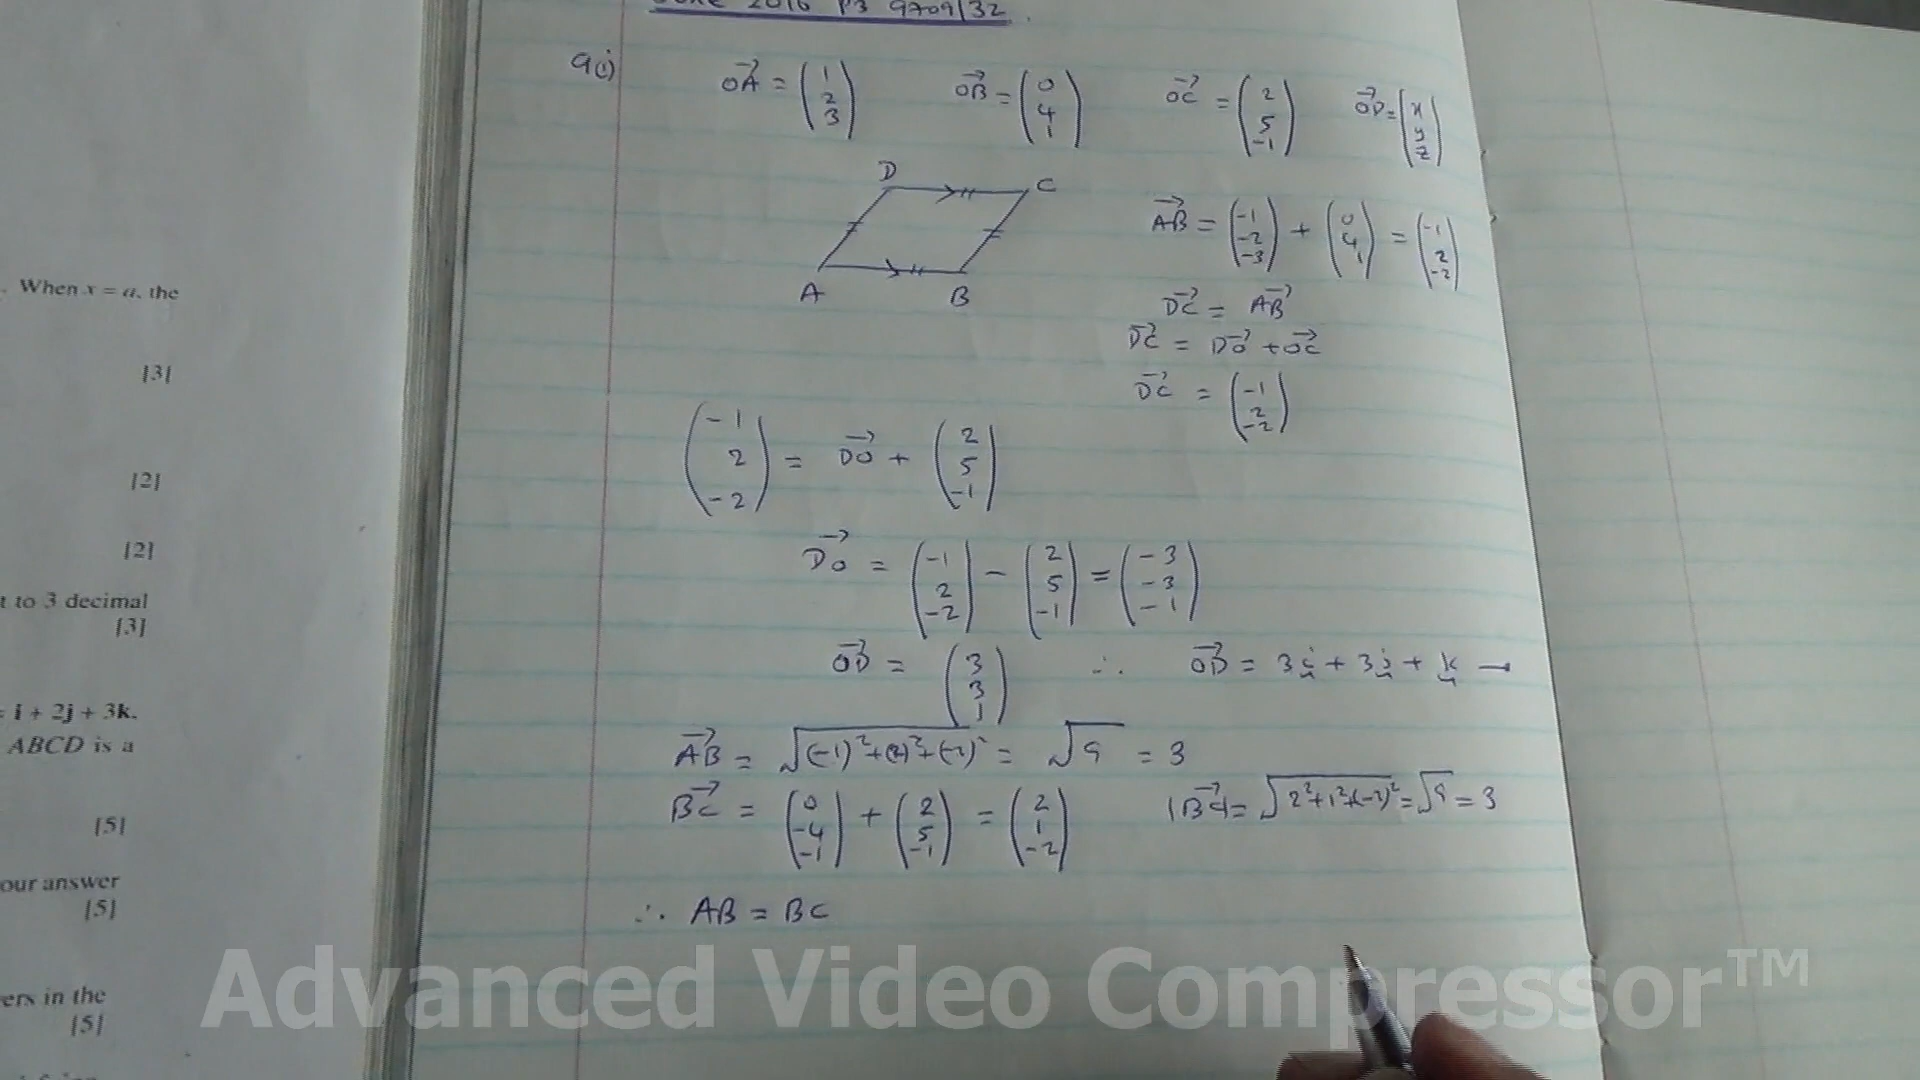 June 2016 P3 9709/32.
9(i) OA→ = (1 2 3) OB→ = (0 4 1) OC→ = (2 5 -1) OD→ = (x y z)
D C
A B
AB→ = (-1 -2 -3) + (0 4 1) = (-1 2 -2)
DC→ = AB→
DC→ = DO→ + OC→
DC→ = (-1 2 -2)
(-1 2 -2) = DO→ + (2 5 -1)
DO→ = (-1 2 -2) - (2 5 -1) = (-3 -3 -1)
OD→ = (3 3 1) ∴ OD→ = 3i + 3j + k
AB→ = √(-1)²+(2)²+(-2)² = √9 = 3
BC→ = (0 -4 -1) + (2 5 -1) = (2 1 -2) |BC→| = √2²+1²+(-2)² = √9 = 3
∴ AB = BC
. When x = a, the
[3]
[2]
[2]
t to 3 decimal
[3]
= i + 2j + 3k.
ABCD is a
[5]
our answer
[5]
ers in the
[5]
Advanced Video Compressor™